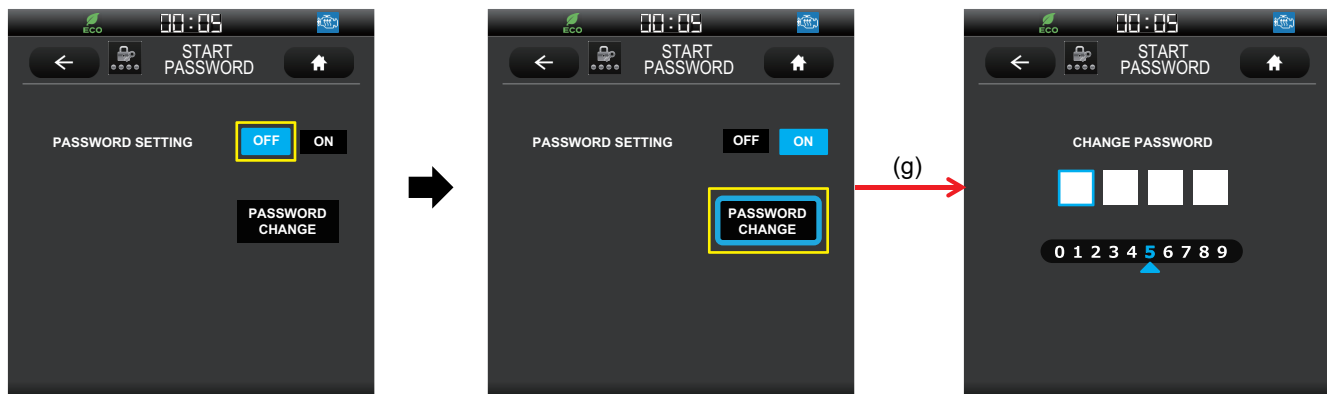 ECO 00:05
START
PASSWORD
PASSWORD SETTING OFF ON
PASSWORD
CHANGE
ECO 00:05
START
PASSWORD
PASSWORD SETTING OFF ON
PASSWORD
CHANGE
(g)
ECO 00:05
START
PASSWORD
CHANGE PASSWORD
0 1 2 3 4 5 6 7 8 9